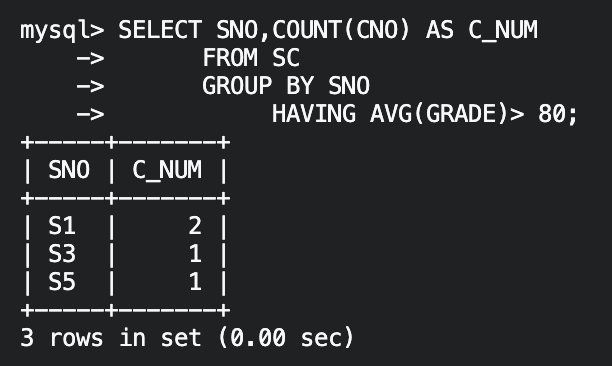 mysql> SELECT SNO,COUNT(CNO) AS C_NUM
    ->       FROM SC
    ->       GROUP BY SNO
    ->            HAVING AVG(GRADE)> 80;
+-----+-------+
| SNO | C_NUM |
+-----+-------+
| S1  |     2 |
| S3  |     1 |
| S5  |     1 |
+-----+-------+
3 rows in set (0.00 sec)